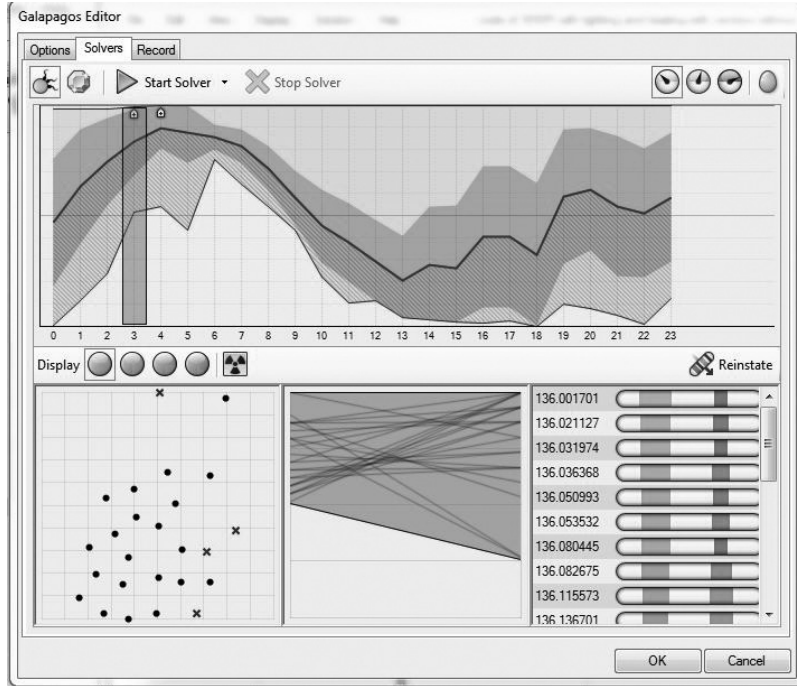 Galapagos Editor
Options Solvers Record
Start Solver Stop Solver
0 1 2 3 4 5 6 7 8 9 10 11 12 13 14 15 16 17 18 19 20 21 22 23
Display Reinstate
136.001701
136.021127
136.031974
136.036368
136.050993
136.053532
136.080445
136.082675
136.115573
136.136701
OK Cancel